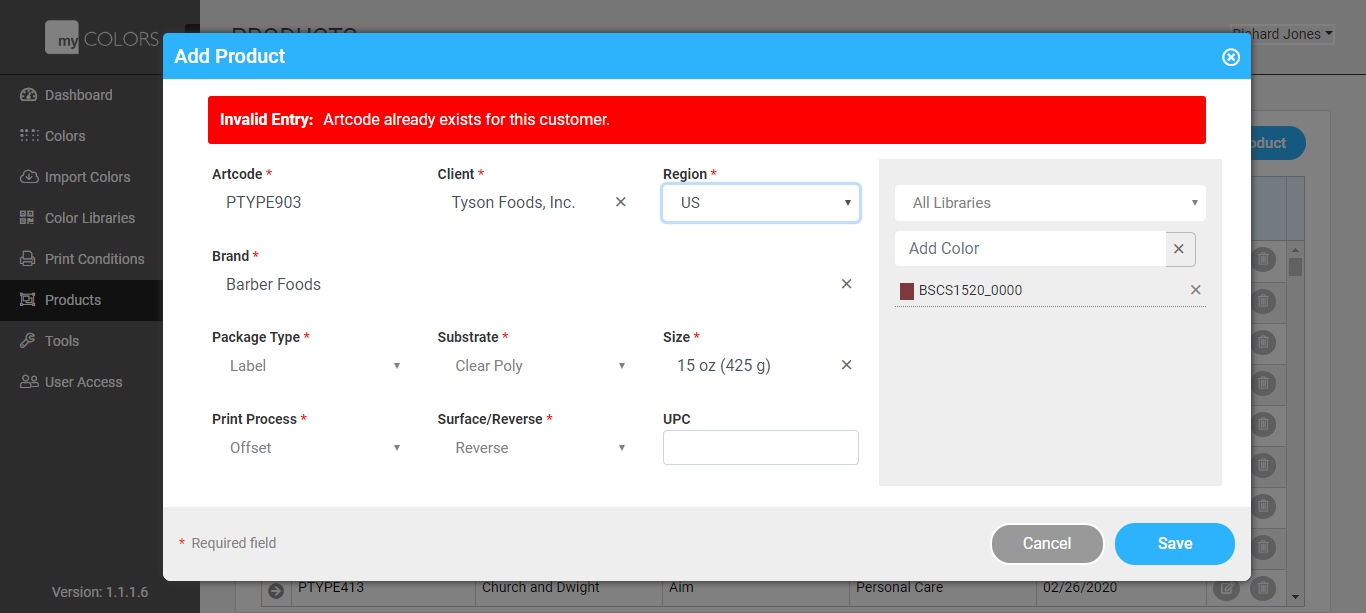 my COLORS
PRODUCTS
Richard Jones
Dashboard
Colors
Import Colors
Color Libraries
Print Conditions
Products
Tools
User Access
Version: 1.1.1.6
Add Product
Invalid Entry: Artcode already exists for this customer.
Artcode * Client * Region *
PTYPE903 Tyson Foods, Inc. US
Brand *
Barber Foods
Package Type * Substrate * Size *
Label Clear Poly 15 oz (425 g)
Print Process * Surface/Reverse * UPC
Offset Reverse
All Libraries
Add Color
BSCS1520_0000
* Required field
Cancel Save
PTYPE413 Church and Dwight Aim Personal Care 02/26/2020